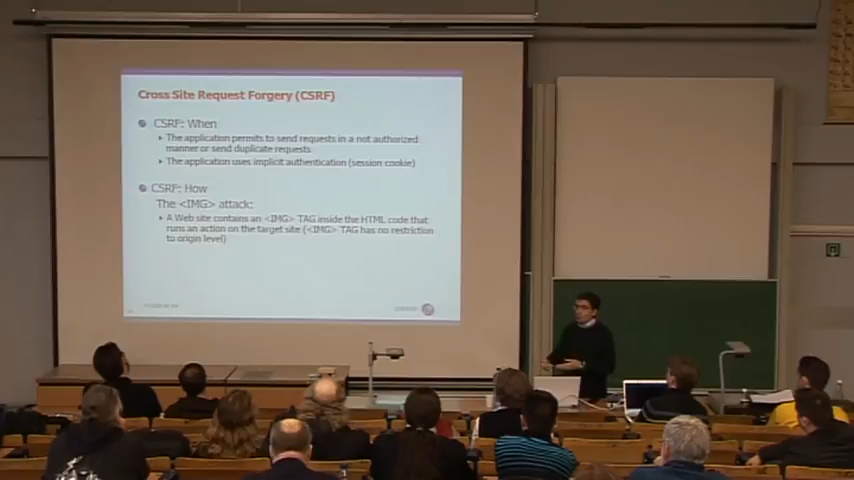 Cross Site Request Forgery (CSRF)
CSRF: When
The application permits to send requests in a not authorized
manner or send duplicate requests
The application uses implicit authentication (session cookie)
CSRF: How
The <IMG> attack:
A Web site contains an <IMG> TAG inside the HTML code that
runs an action on the target site (<IMG> TAG has no restriction
to origin level)